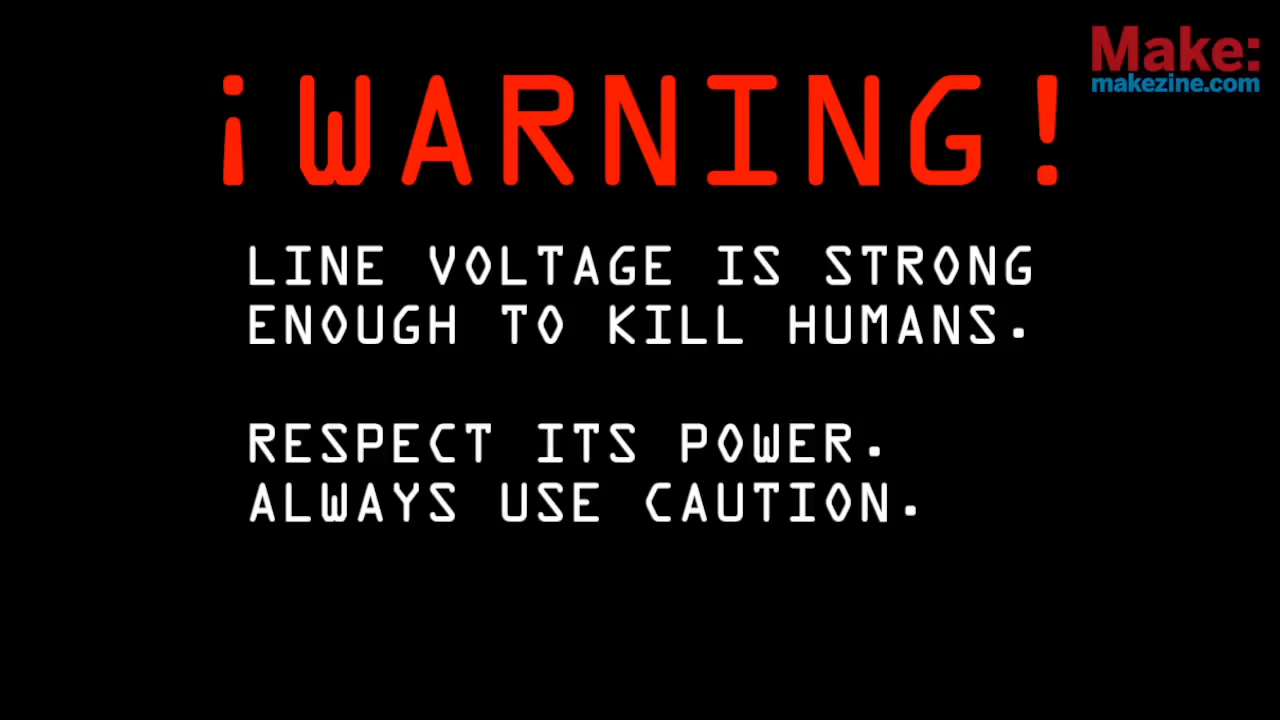 Make:
makezine.com
¡WARNING!
LINE VOLTAGE IS STRONG
ENOUGH TO KILL HUMANS.
RESPECT ITS POWER.
ALWAYS USE CAUTION.